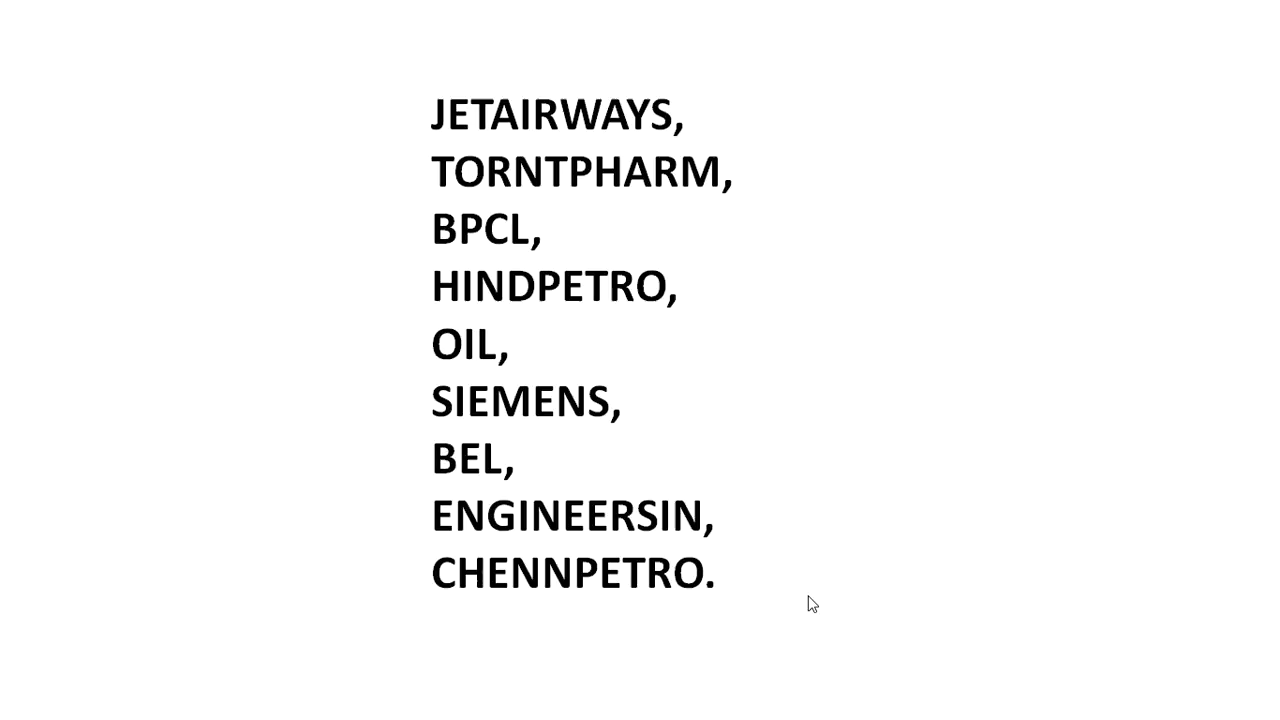 JETAIRWAYS,
TORNTPHARM,
BPCL,
HINDPETRO,
OIL,
SIEMENS,
BEL,
ENGINEERSIN,
CHENNPETRO.